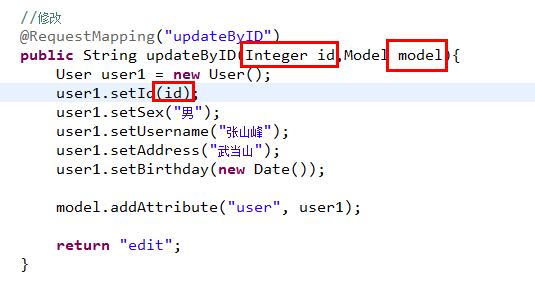 //修改
@RequestMapping("updateByID")
public String updateByID(Integer id,Model model){
User user1 = new User();
user1.setId(id);
user1.setSex("男");
user1.setUsername("张山峰");
user1.setAddress("武当山");
user1.setBirthday(new Date());
model.addAttribute("user", user1);
return "edit";
}